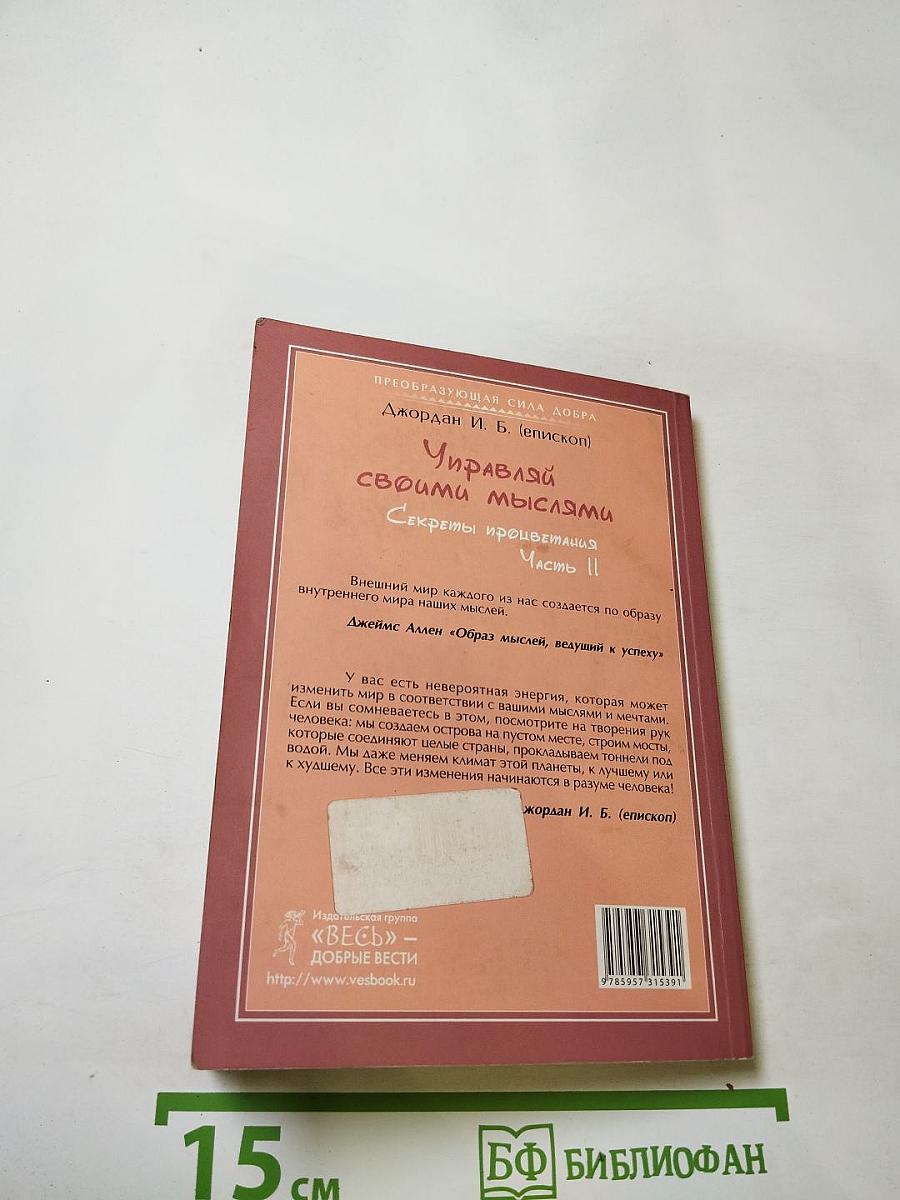 ПРЕОБРАЗУЮЩАЯ СИЛА ДОБРА
Джордан И. Б. (епископ)
Управляй
своими мыслями
Секреты процветания
Часть II
Внешний мир каждого из нас создается по образу
внутреннего мира наших мыслей.
Джеймс Аллен «Образ мыслей, ведущий к успеху»
У вас есть невероятная энергия, которая может
изменить мир в соответствии с вашими мыслями и мечтами.
Если вы сомневаетесь в этом, посмотрите на творения рук
человека: мы создаем острова на пустом месте, строим мосты,
которые соединяют целые страны, прокладываем тоннели под
водой. Мы даже меняем климат этой планеты, к лучшему или
к худшему. Все эти изменения начинаются в разуме человека!
жордан И. Б. (епископ)
Издательская группа
«ВЕСЬ» –
ДОБРЫЕ ВЕСТИ
http://www.vesbook.ru
9 785957 315391
15 см
БФ БИБЛИОФАН